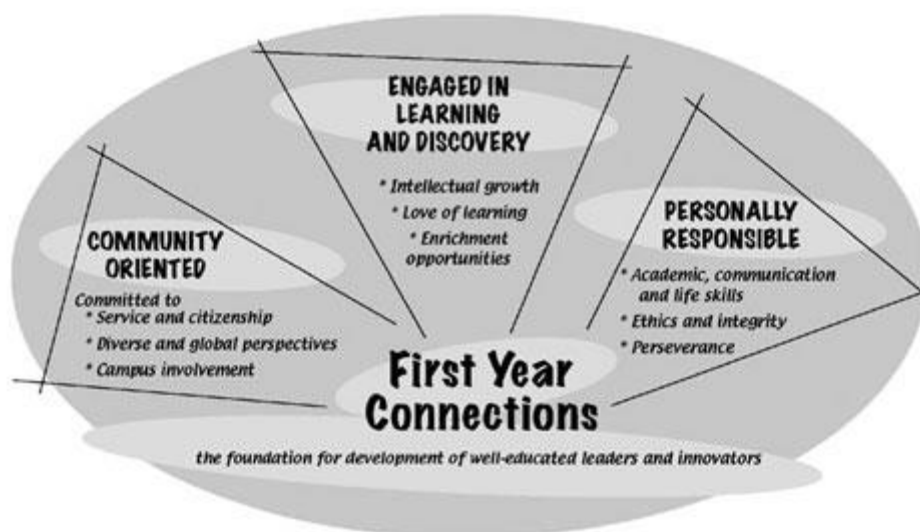 ENGAGED IN
LEARNING
AND DISCOVERY
* Intellectual growth
* Love of learning
* Enrichment
opportunities
COMMUNITY
ORIENTED
Committed to
* Service and citizenship
* Diverse and global perspectives
* Campus involvement
PERSONALLY
RESPONSIBLE
* Academic, communication
and life skills
* Ethics and integrity
* Perseverance
First Year
Connections
the foundation for development of well-educated leaders and innovators